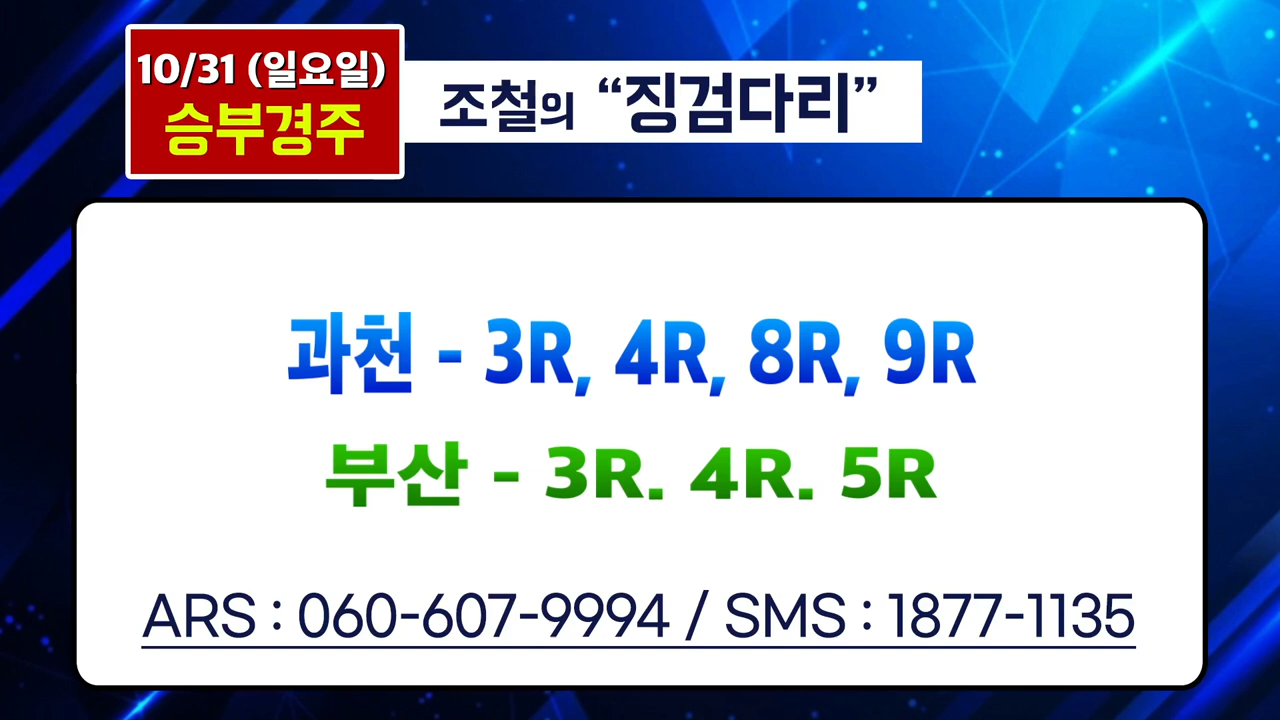 10/31 (일요일)
승부경주
조철의 “징검다리”
과천 - 3R, 4R, 8R, 9R
부산 - 3R. 4R. 5R
ARS : 060-607-9994 / SMS : 1877-1135